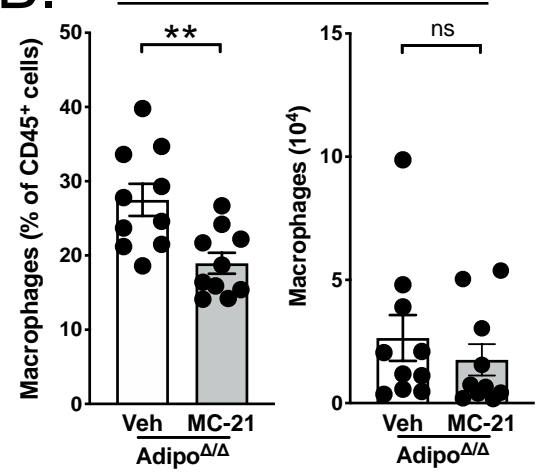 B.
**
50
40
30
20
10
0
Macrophages (% of CD45⁺ cells)
Veh MC-21
Adipo^Δ/Δ
ns
15
10
5
0
Macrophages (10⁴)
Veh MC-21
Adipo^Δ/Δ